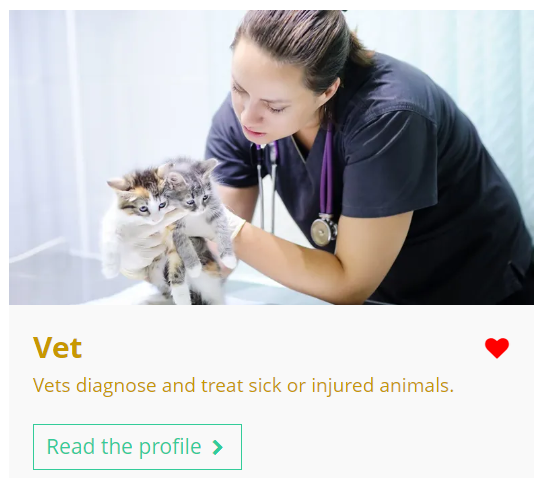 Vet
Vets diagnose and treat sick or injured animals.
Read the profile